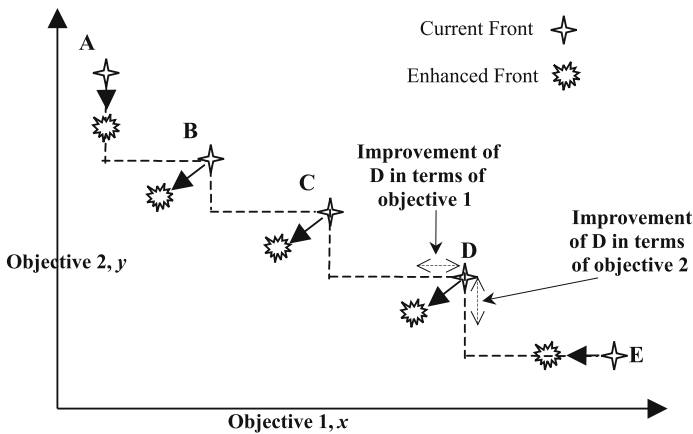 Current Front
Enhanced Front
A
B
C
Improvement of
D in terms of
objective 1
D
Improvement
of D in terms
of objective 2
Objective 2, y
E
Objective 1, x